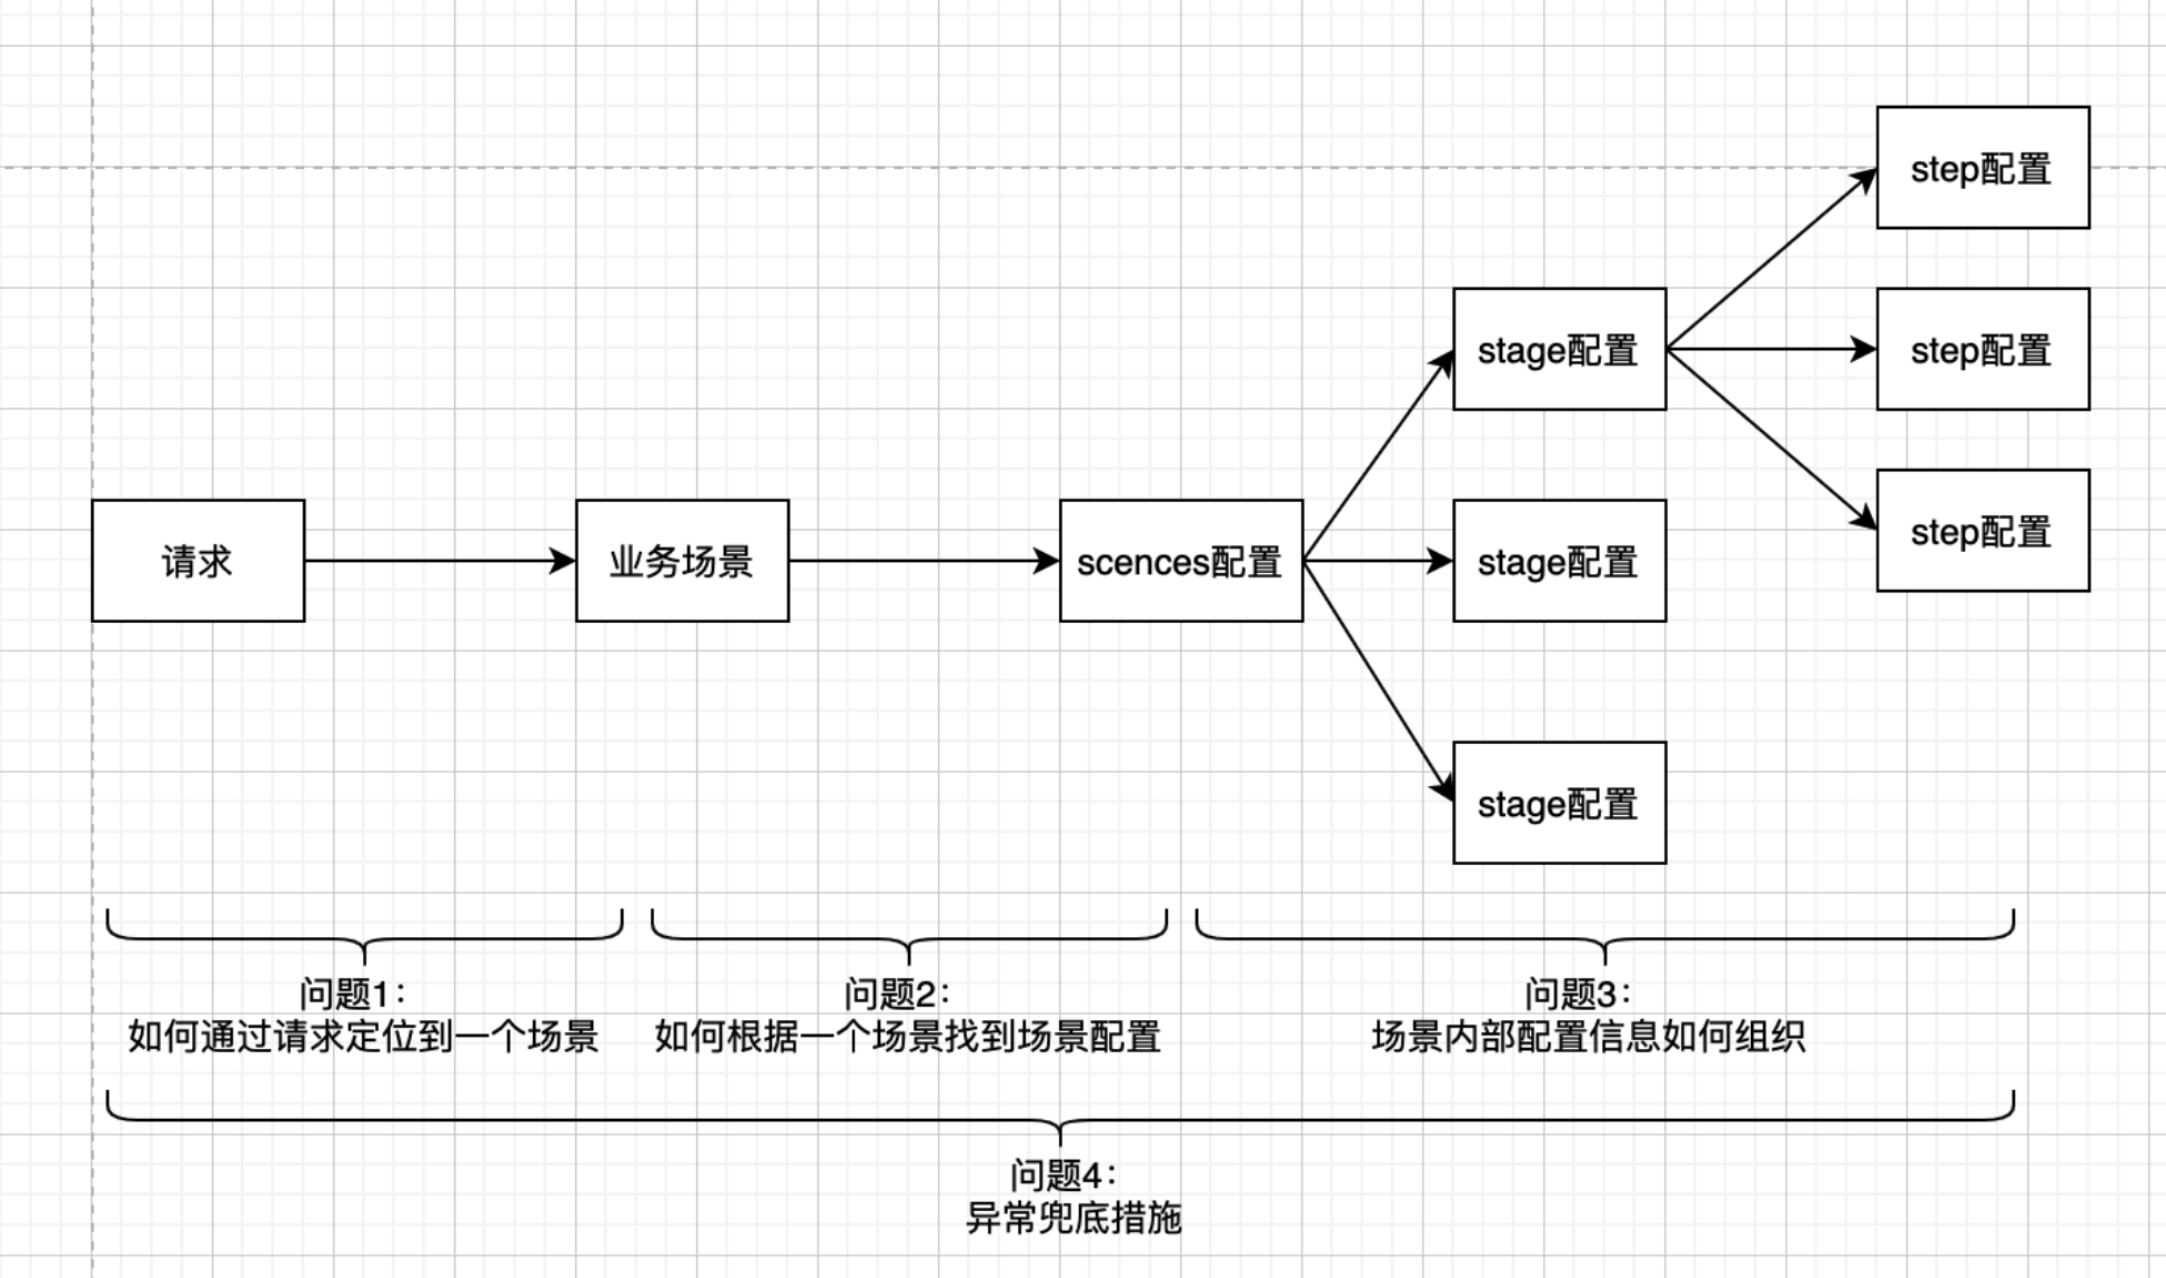 step配置
stage配置
step配置
step配置
请求
业务场景
scences配置
stage配置
stage配置
问题1：
如何通过请求定位到一个场景
问题2：
如何根据一个场景找到场景配置
问题3：
场景内部配置信息如何组织
问题4：
异常兜底措施